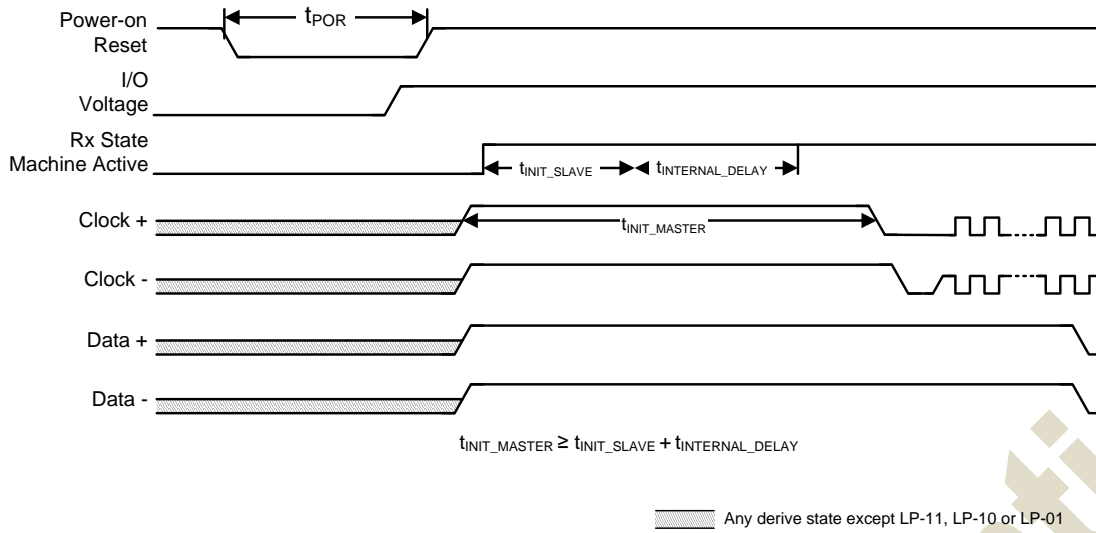 Power-on
Reset
tPOR
I/O
Voltage
Rx State
Machine Active
tINIT_SLAVE
tINTERNAL_DELAY
Clock +
tINIT_MASTER
Clock -
Data +
Data -
tINIT_MASTER ≥ tINIT_SLAVE + tINTERNAL_DELAY
Any derive state except LP-11, LP-10 or LP-01